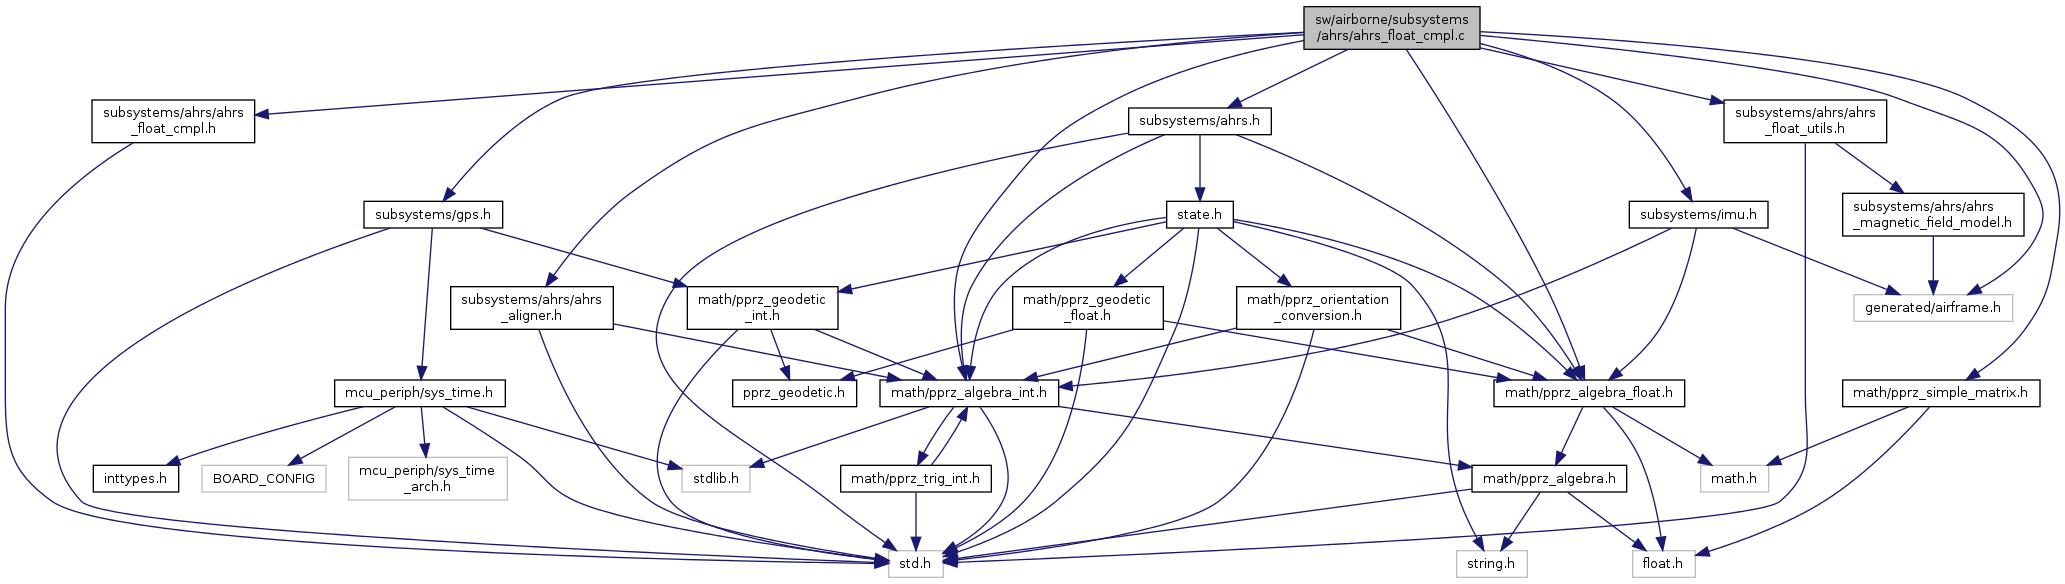 sw/airborne/subsystems
/ahrs/ahrs_float_cmpl.c
subsystems/ahrs/ahrs
_float_cmpl.h
subsystems/ahrs.h
subsystems/ahrs/ahrs
_float_utils.h
subsystems/gps.h
state.h
subsystems/imu.h
subsystems/ahrs/ahrs
_magnetic_field_model.h
subsystems/ahrs/ahrs
_aligner.h
math/pprz_geodetic
_int.h
math/pprz_geodetic
_float.h
math/pprz_orientation
_conversion.h
generated/airframe.h
mcu_periph/sys_time.h
pprz_geodetic.h
math/pprz_algebra_int.h
math/pprz_algebra_float.h
math/pprz_simple_matrix.h
inttypes.h
BOARD_CONFIG
mcu_periph/sys_time
_arch.h
stdlib.h
math/pprz_trig_int.h
math/pprz_algebra.h
math.h
std.h
string.h
float.h